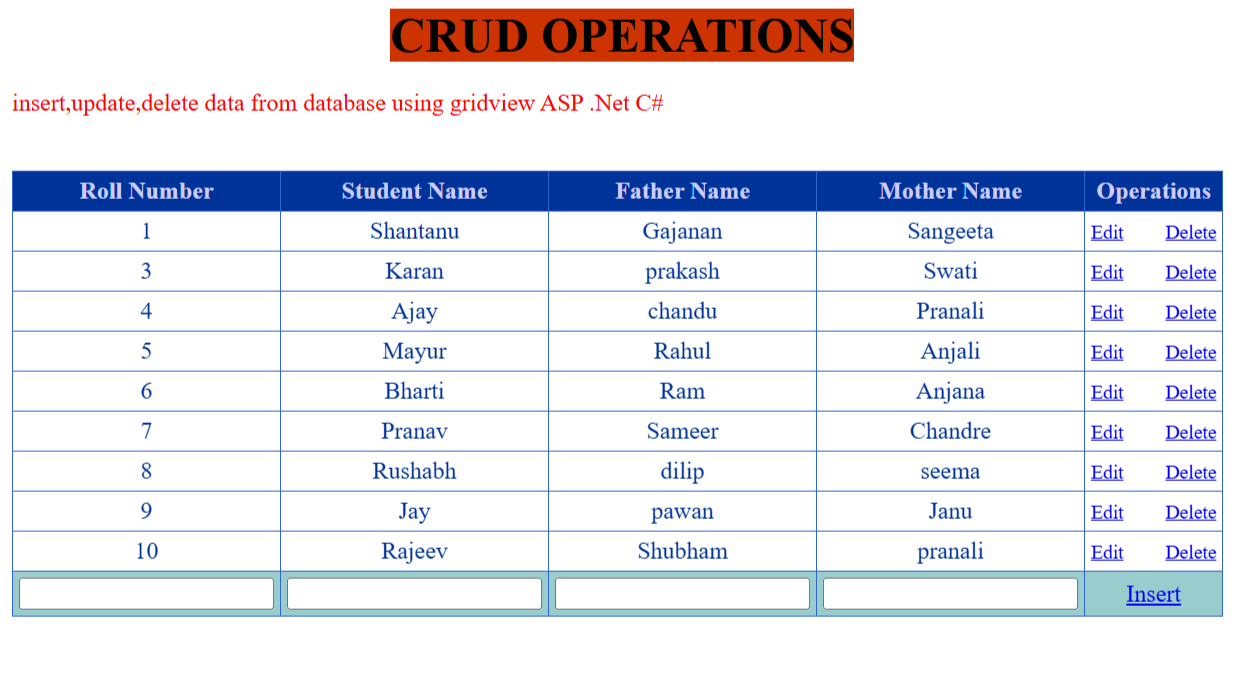 CRUD OPERATIONS
insert,update,delete data from database using gridview ASP .Net C#
Roll Number Student Name Father Name Mother Name Operations
1 Shantanu Gajanan Sangeeta Edit Delete
3 Karan prakash Swati Edit Delete
4 Ajay chandu Pranali Edit Delete
5 Mayur Rahul Anjali Edit Delete
6 Bharti Ram Anjana Edit Delete
7 Pranav Sameer Chandre Edit Delete
8 Rushabh dilip seema Edit Delete
9 Jay pawan Janu Edit Delete
10 Rajeev Shubham pranali Edit Delete
Insert